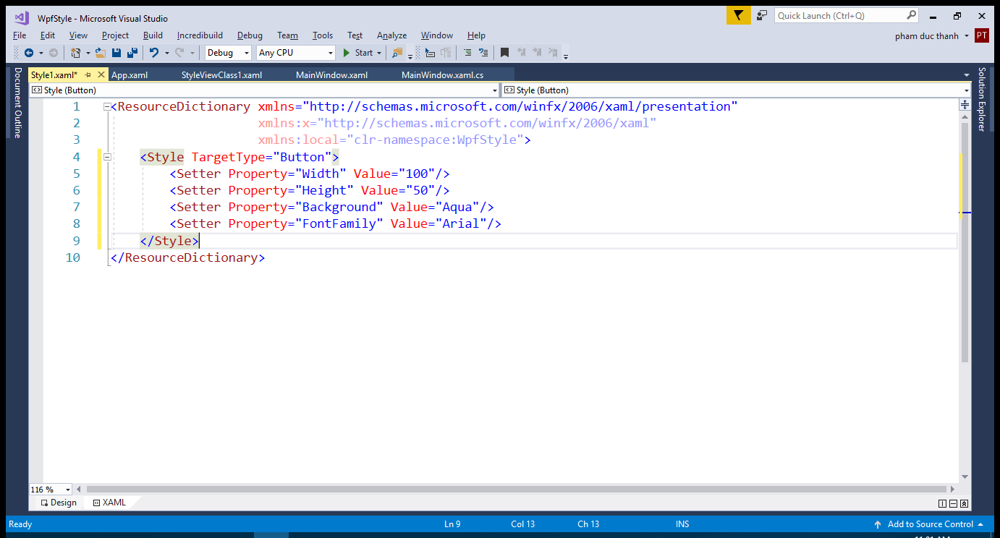 WpfStyle - Microsoft Visual Studio
Quick Launch (Ctrl+Q)
File Edit View Project Build Incredibuild Debug Team Tools Test Analyze Window Help
pham duc thanh PT
Debug Any CPU Start
Style1.xaml* App.xaml StyleViewClass1.xaml MainWindow.xaml MainWindow.xaml.cs
Document Outline
Solution Explorer
Style (Button) Style (Button)
1 <ResourceDictionary xmlns="http://schemas.microsoft.com/winfx/2006/xaml/presentation"
2 xmlns:x="http://schemas.microsoft.com/winfx/2006/xaml"
3 xmlns:local="clr-namespace:WpfStyle">
4 <Style TargetType="Button">
5 <Setter Property="Width" Value="100"/>
6 <Setter Property="Height" Value="50"/>
7 <Setter Property="Background" Value="Aqua"/>
8 <Setter Property="FontFamily" Value="Arial"/>
9 </Style>
10 </ResourceDictionary>
116 %
Design XAML
Ready Ln 9 Col 13 Ch 13 INS Add to Source Control